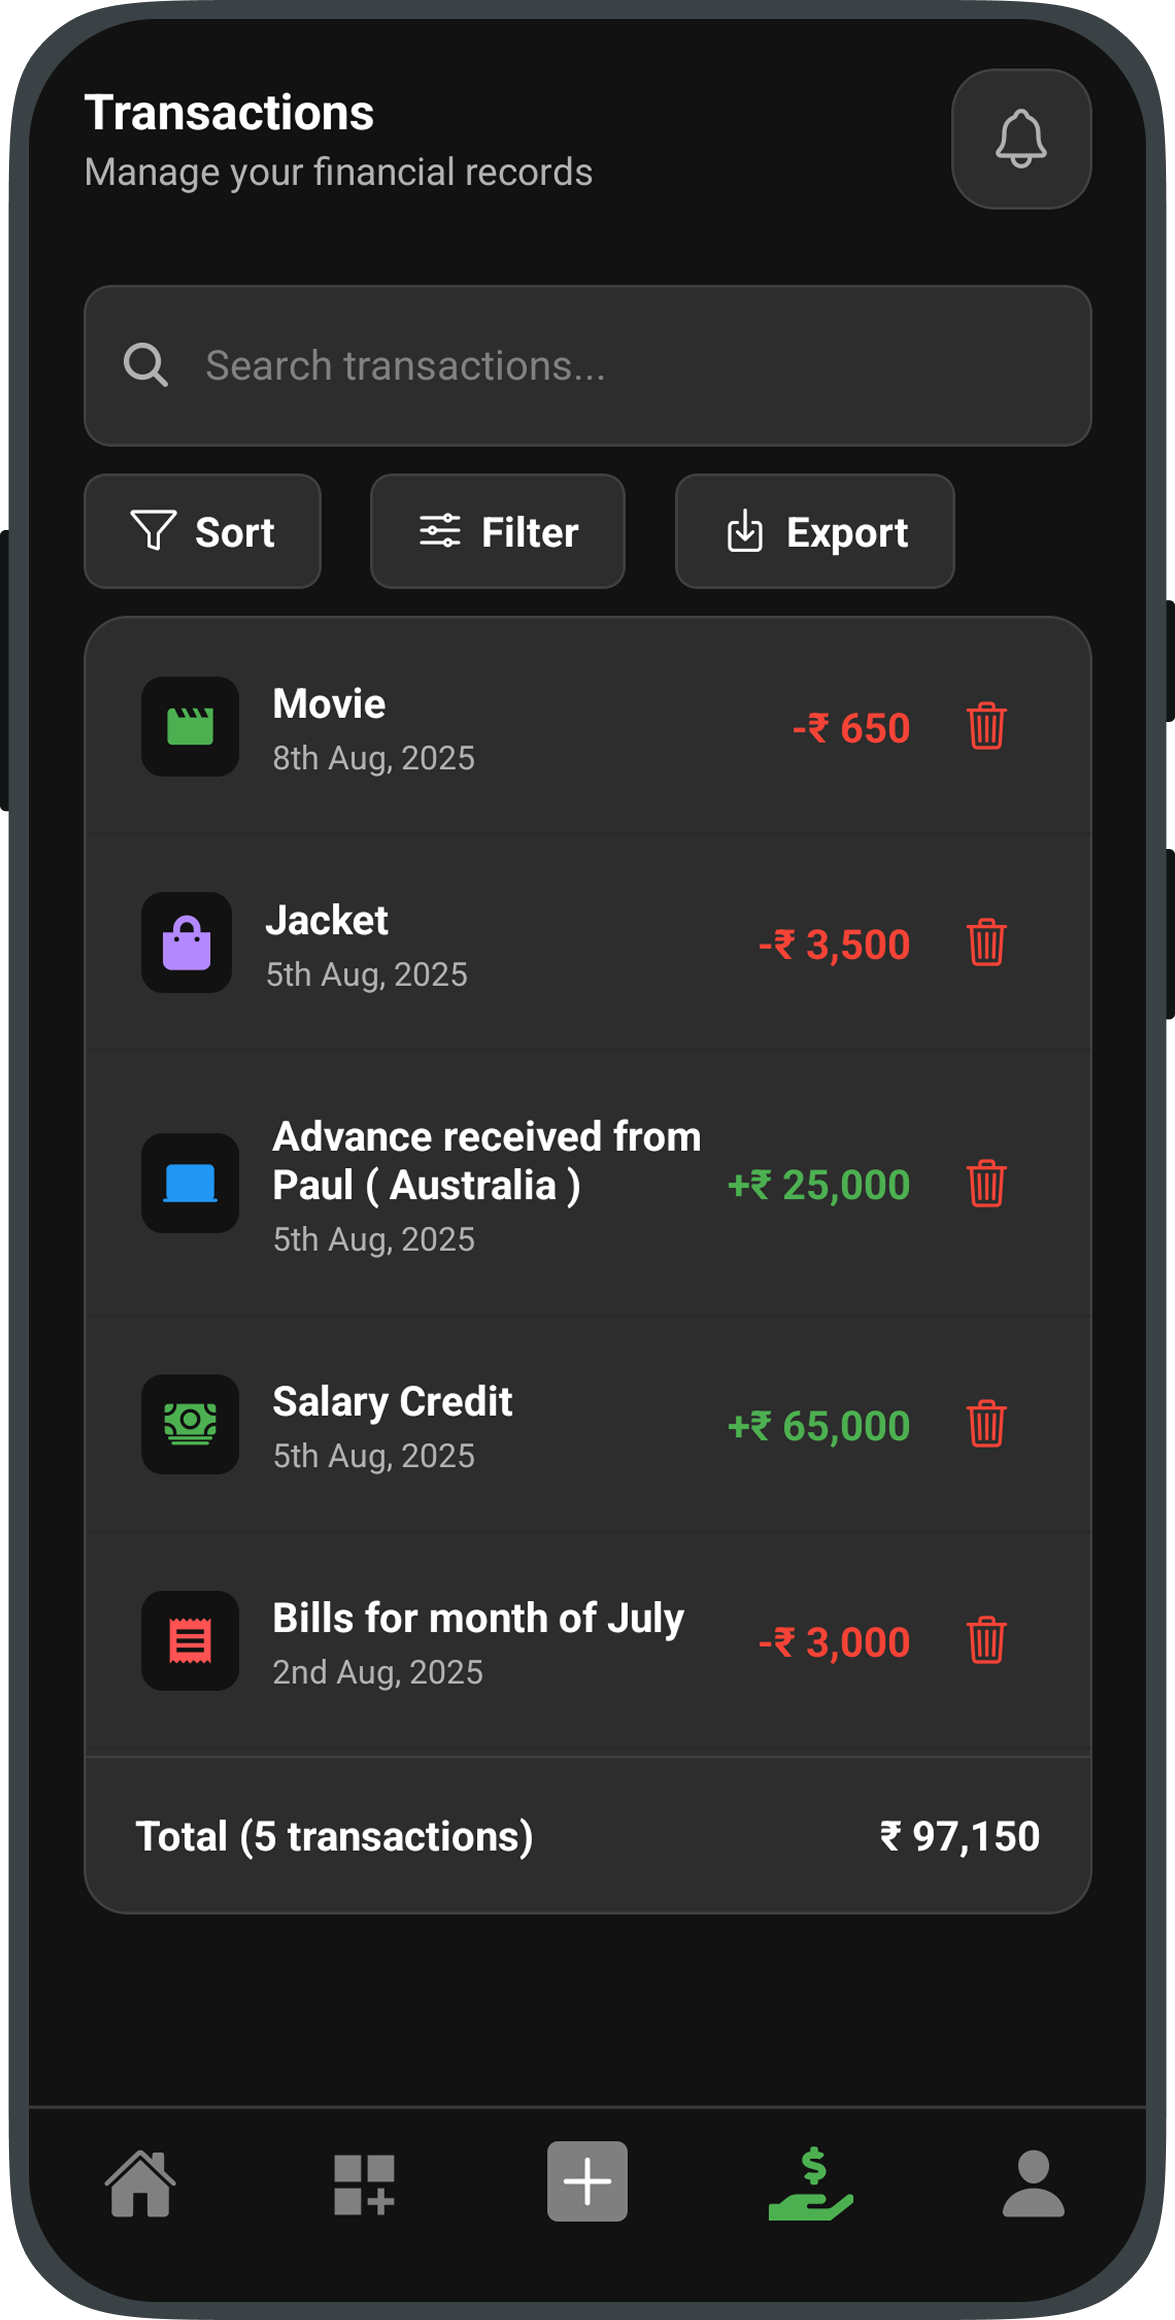 Transactions
Manage your financial records
Search transactions...
Sort
Filter
Export
Movie
8th Aug, 2025
-₹ 650
Jacket
5th Aug, 2025
-₹ 3,500
Advance received from
Paul ( Australia )
5th Aug, 2025
+₹ 25,000
Salary Credit
5th Aug, 2025
+₹ 65,000
Bills for month of July
2nd Aug, 2025
-₹ 3,000
Total (5 transactions)
₹ 97,150